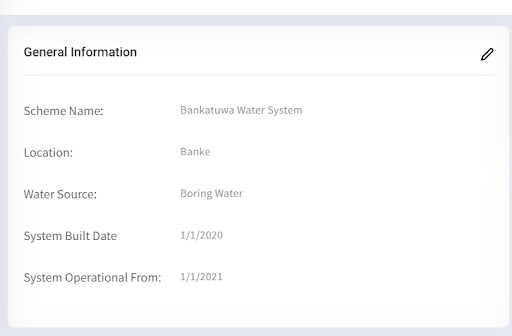 General Information
Scheme Name: Bankatuwa Water System
Location: Banke
Water Source: Boring Water
System Built Date 1/1/2020
System Operational From: 1/1/2021